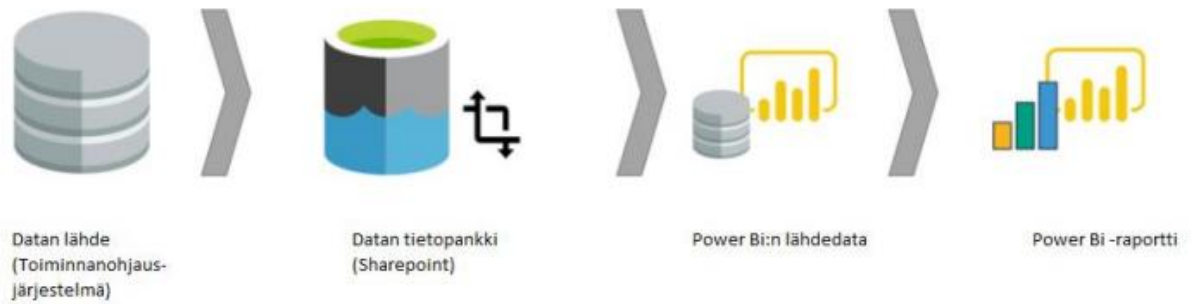 Datan lähde
(Toiminnanohjaus-
järjestelmä)
Datan tietopankki
(Sharepoint)
Power Bi:n lähdedata
Power Bi -raportti